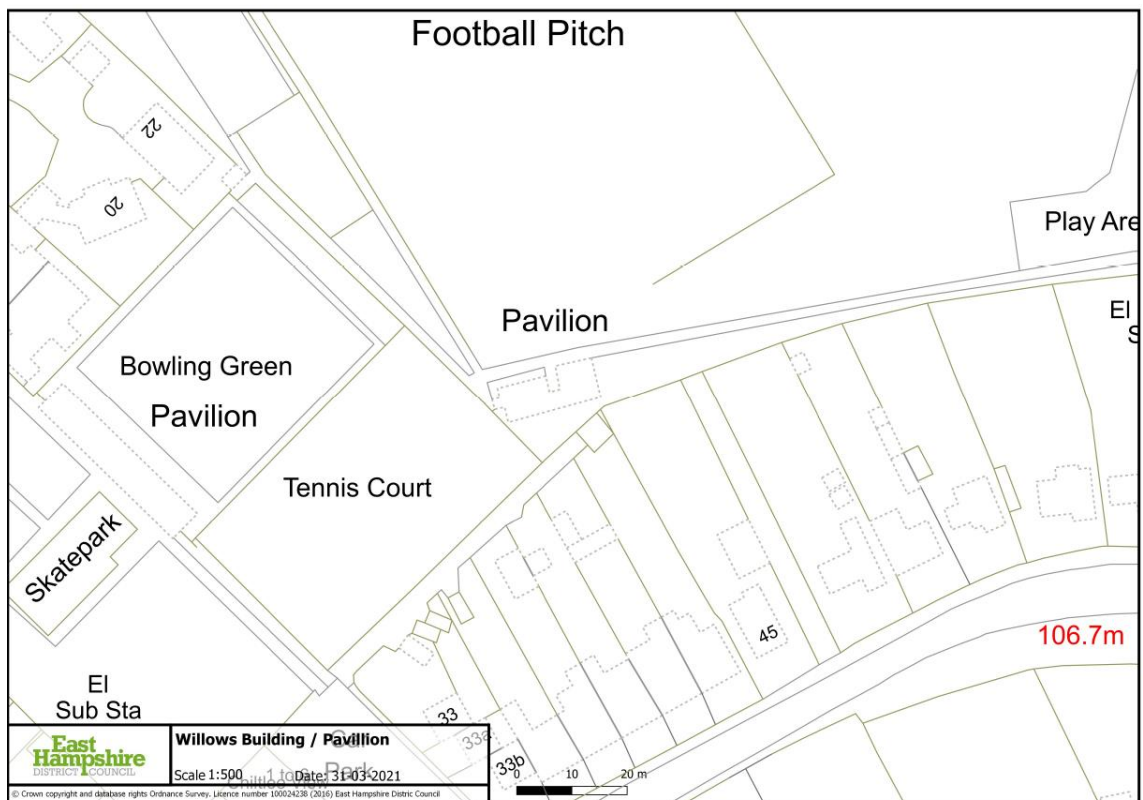 Football Pitch
22
20
Play Are
El
S
Pavilion
Bowling Green
Pavilion
Tennis Court
Skatepark
45
106.7m
El
Sub Sta
33
33a
33b
Car
Park
East
Hampshire
DISTRICT COUNCIL
Willows Building / Pavillion
Scale 1:500
Date: 31-03-2021
0 10 20 m
© Crown copyright and database rights Ordnance Survey. Licence number 100024238 (2016) East Hampshire Distric Council